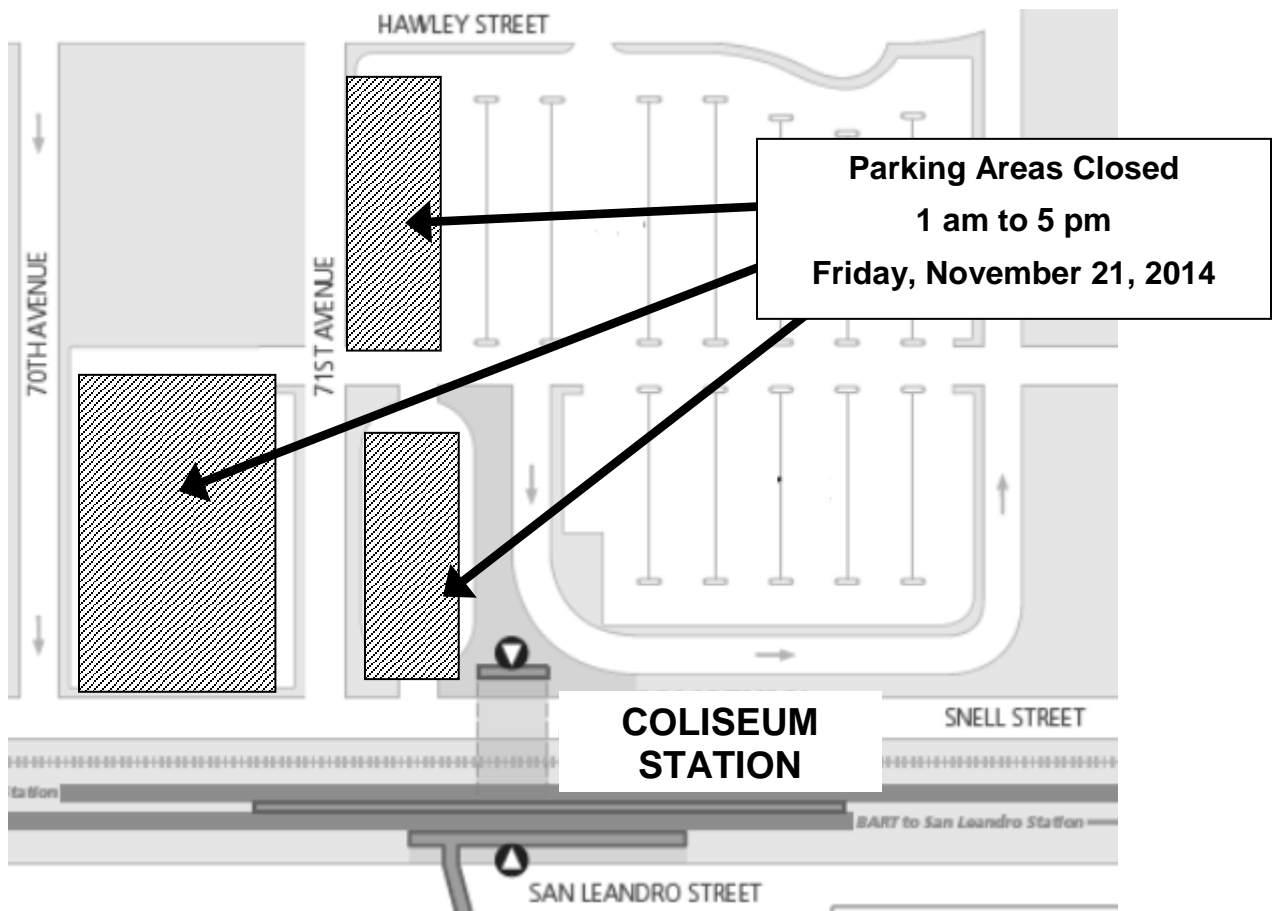 HAWLEY STREET
Parking Areas Closed
1 am to 5 pm
Friday, November 21, 2014
70TH AVENUE
71ST AVENUE
COLISEUM
STATION
SNELL STREET
Station
BART to San Leandro Station
SAN LEANDRO STREET